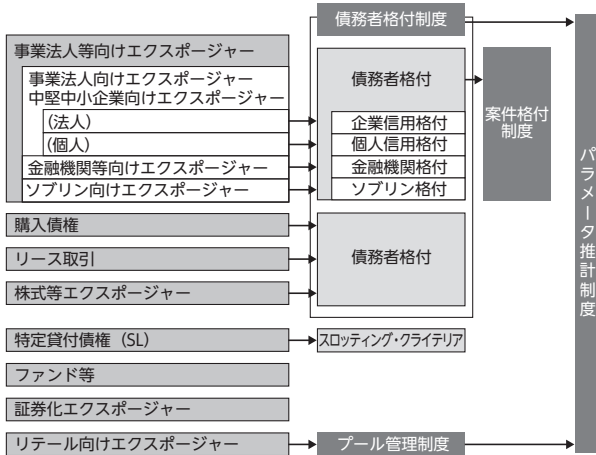 債務者格付制度
事業法人等向けエクスポージャー
事業法人向けエクスポージャー
中堅中小企業向けエクスポージャー
(法人)
(個人)
金融機関等向けエクスポージャー
ソブリン向けエクスポージャー
債務者格付
企業信用格付
個人信用格付
金融機関格付
ソブリン格付
案件格付
制度
パラメータ推計制度
購入債権
リース取引
株式等エクスポージャー
債務者格付
特定貸付債権（SL）
スロッティング・クライテリア
ファンド等
証券化エクスポージャー
リテール向けエクスポージャー
プール管理制度